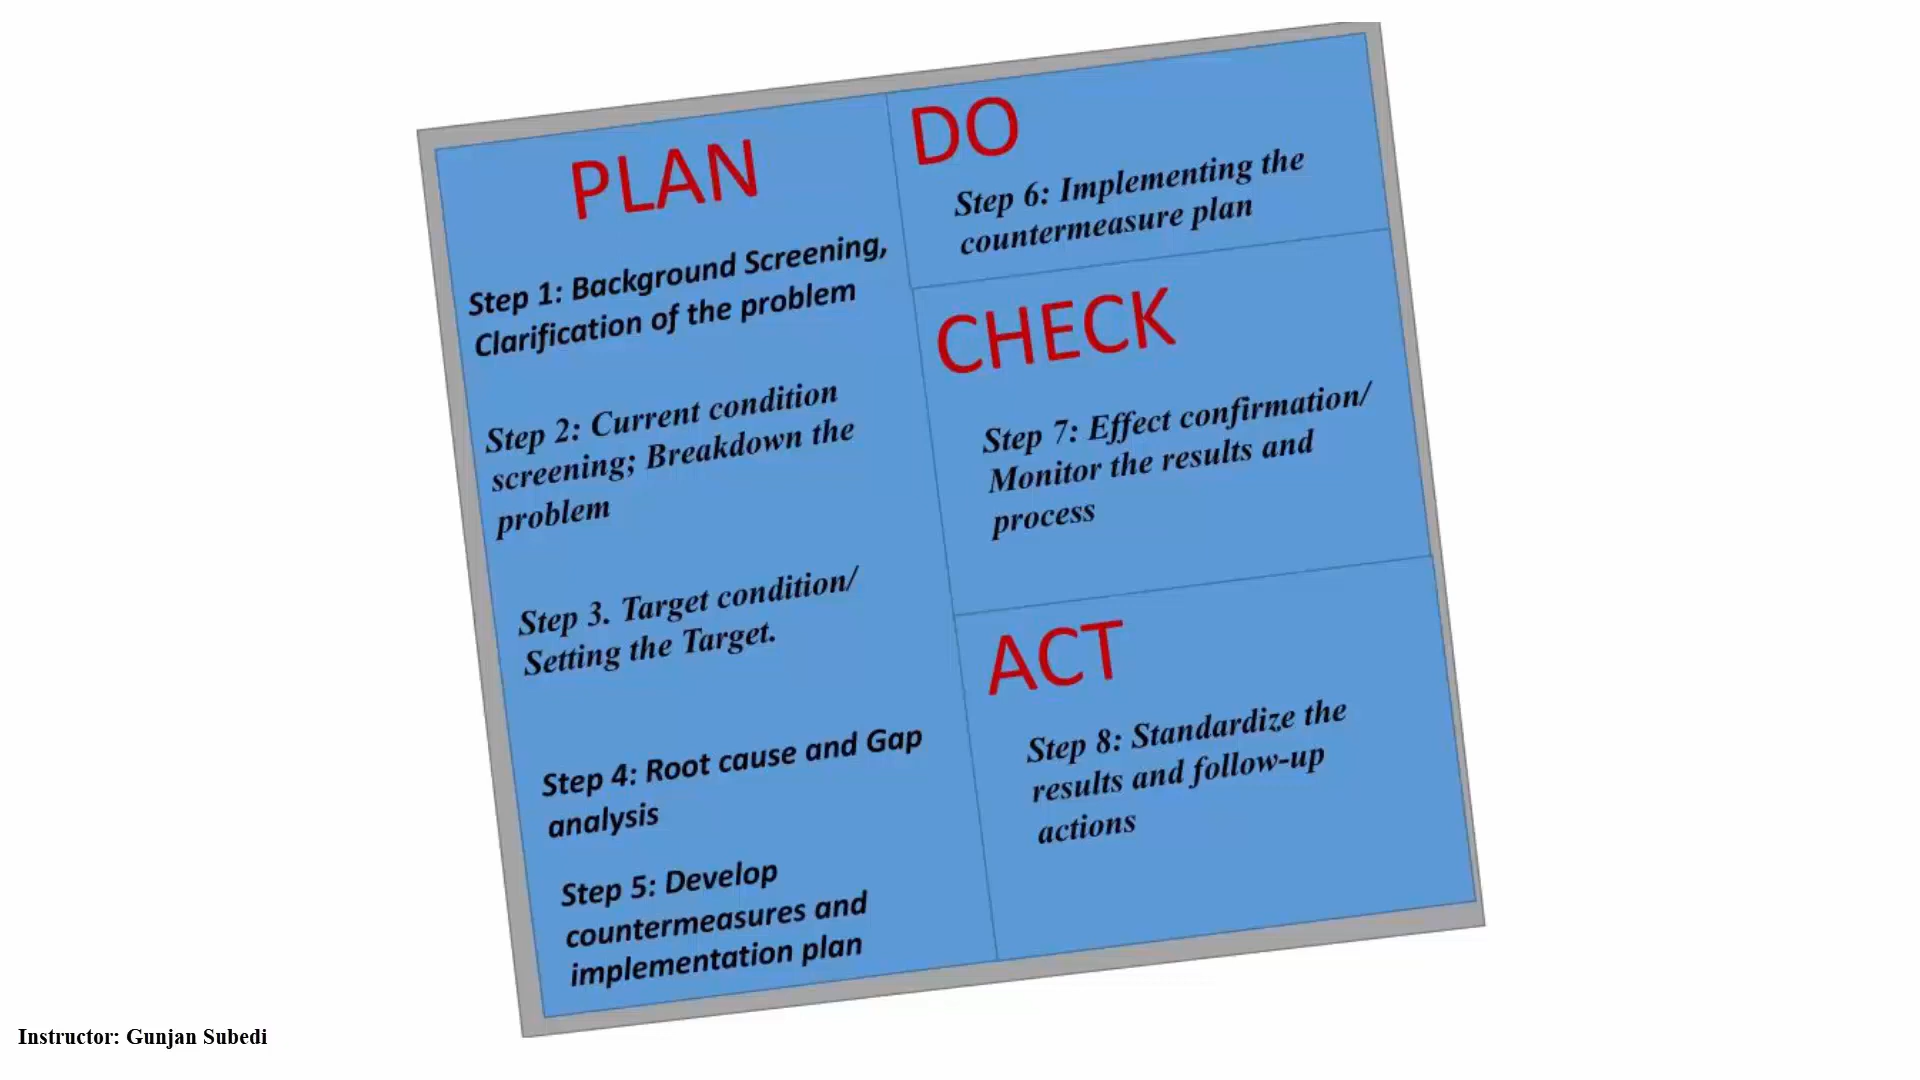 PLAN
Step 1: Background Screening,
Clarification of the problem
Step 2: Current condition
screening; Breakdown the
problem
Step 3. Target condition/
Setting the Target.
Step 4: Root cause and Gap
analysis
Step 5: Develop
countermeasures and
implementation plan
DO
Step 6: Implementing the
countermeasure plan
CHECK
Step 7: Effect confirmation/
Monitor the results and
process
ACT
Step 8: Standardize the
results and follow-up
actions
Instructor: Gunjan Subedi